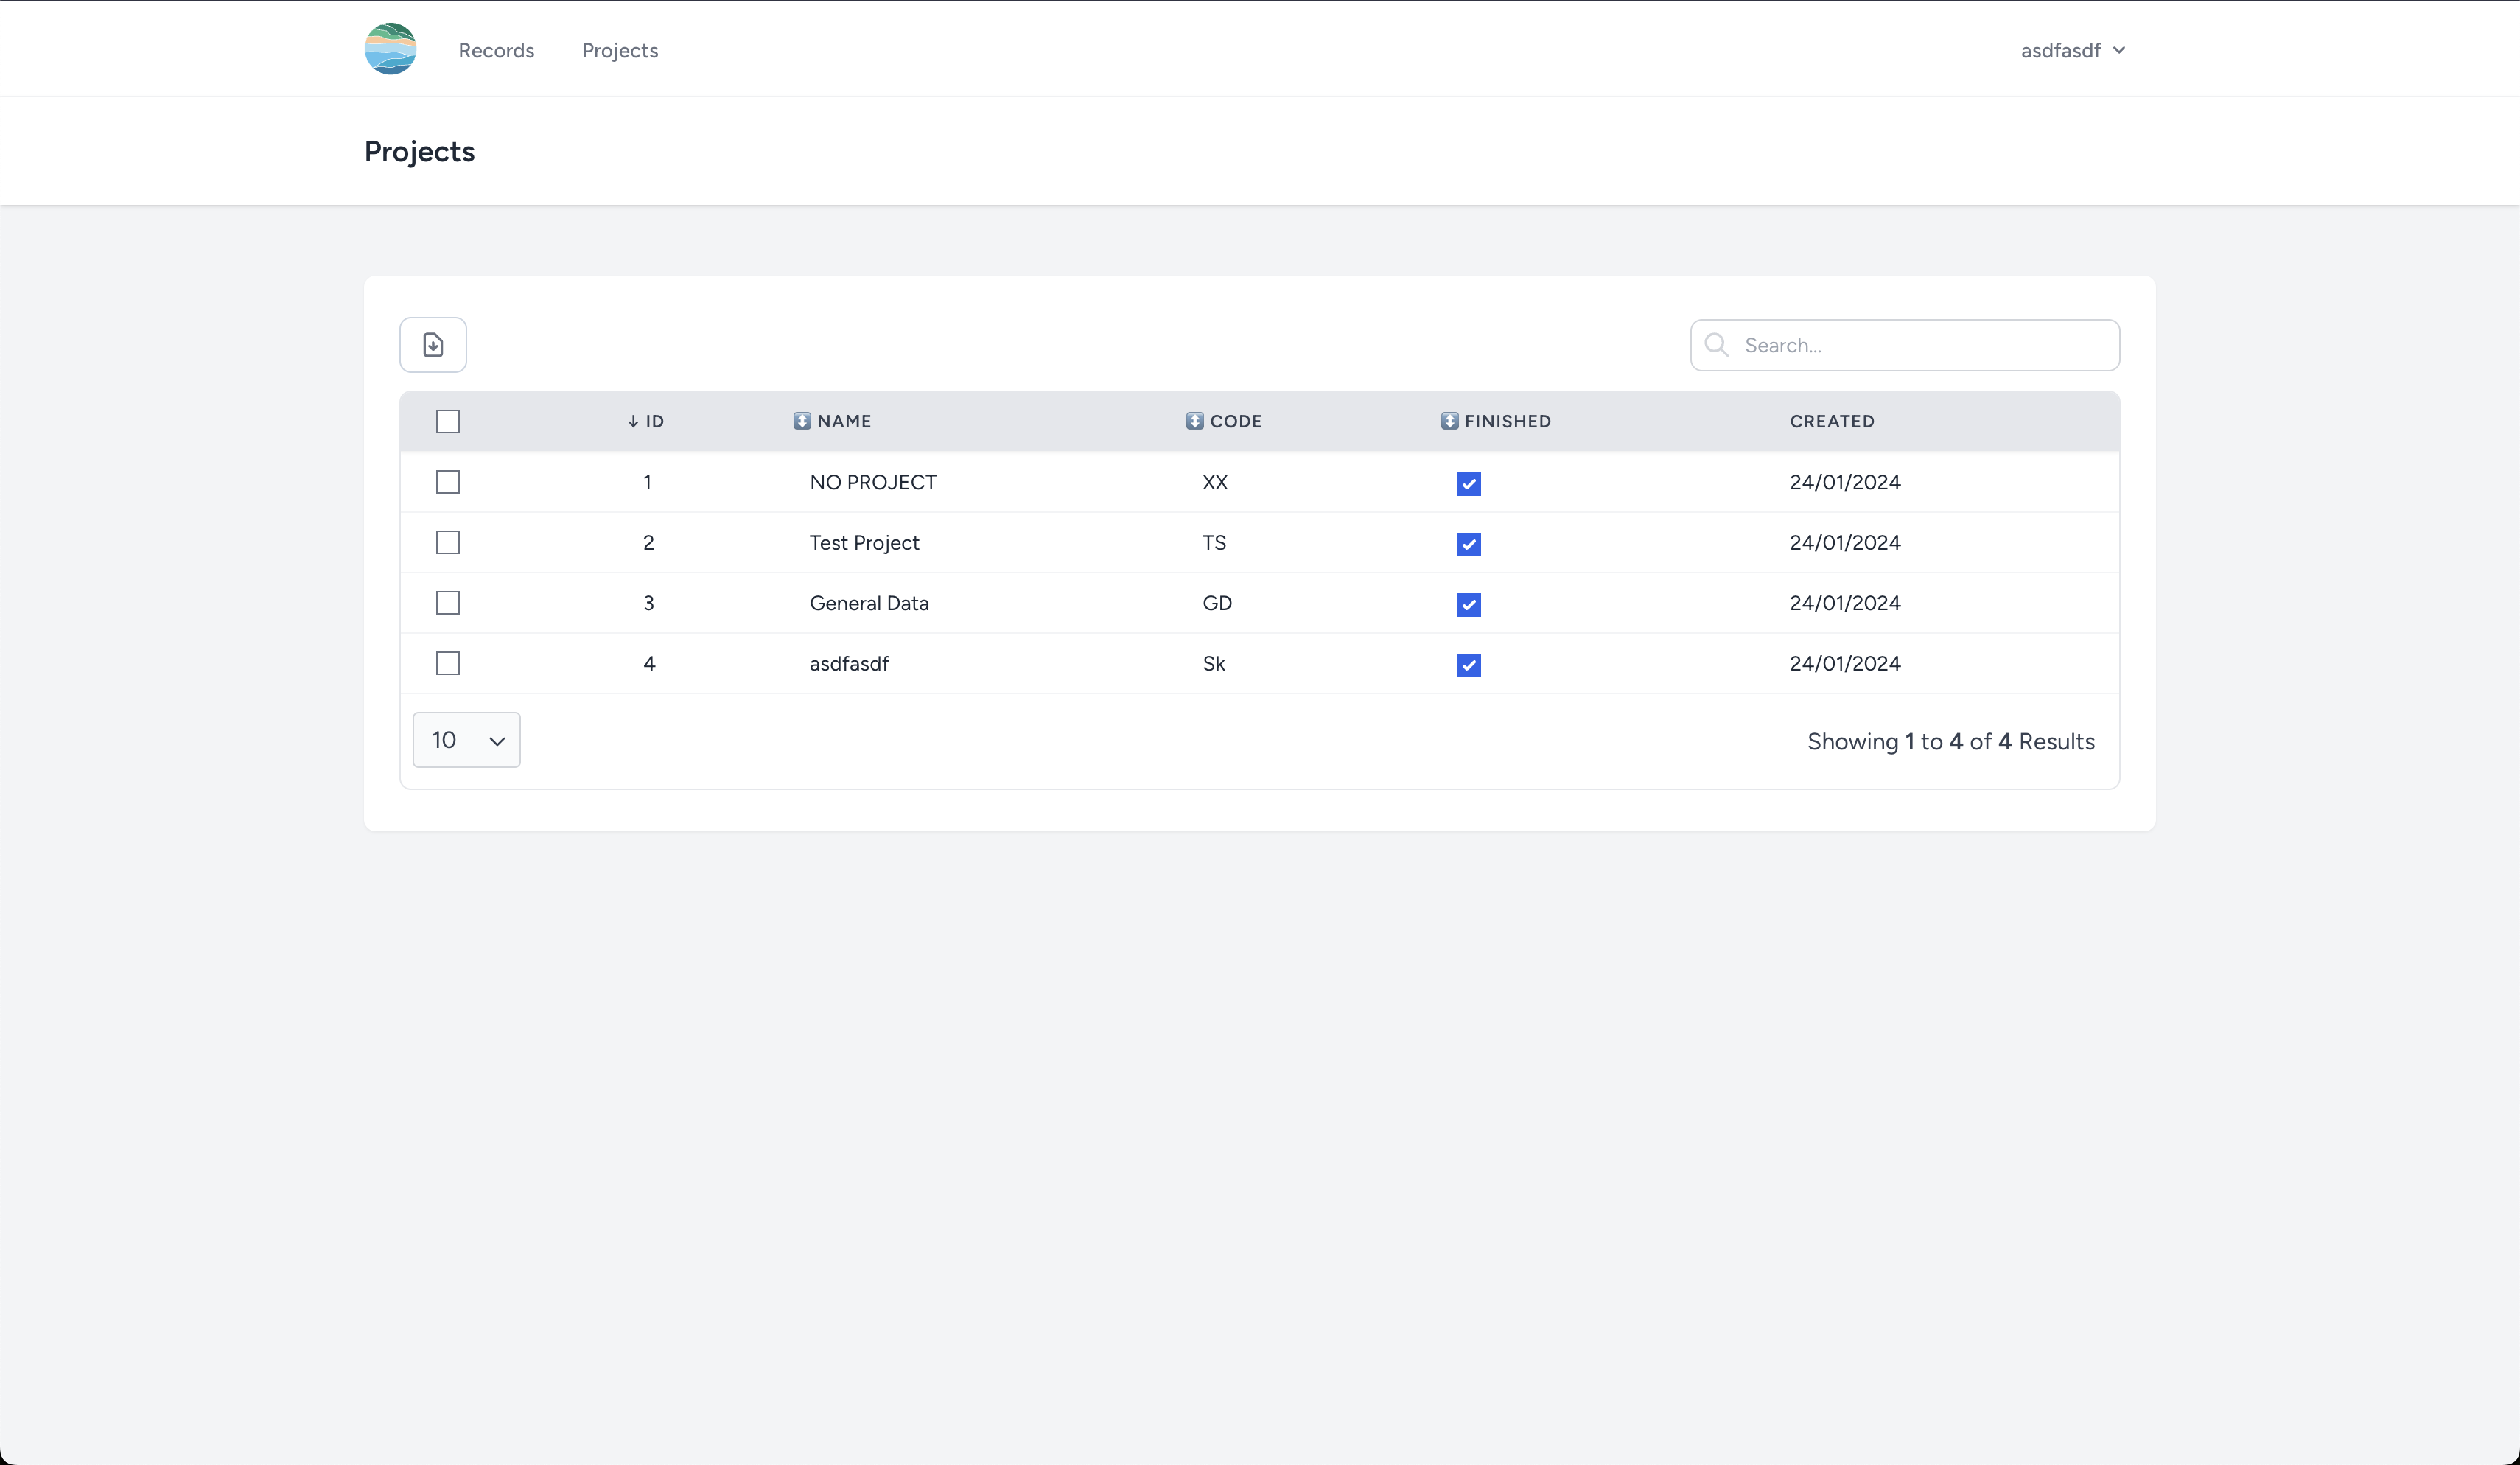 Records Projects asdfasdf
Projects
Search...
↓ ID ↕ NAME ↕ CODE ↕ FINISHED CREATED
1 NO PROJECT XX 24/01/2024
2 Test Project TS 24/01/2024
3 General Data GD 24/01/2024
4 asdfasdf Sk 24/01/2024
10 Showing 1 to 4 of 4 Results